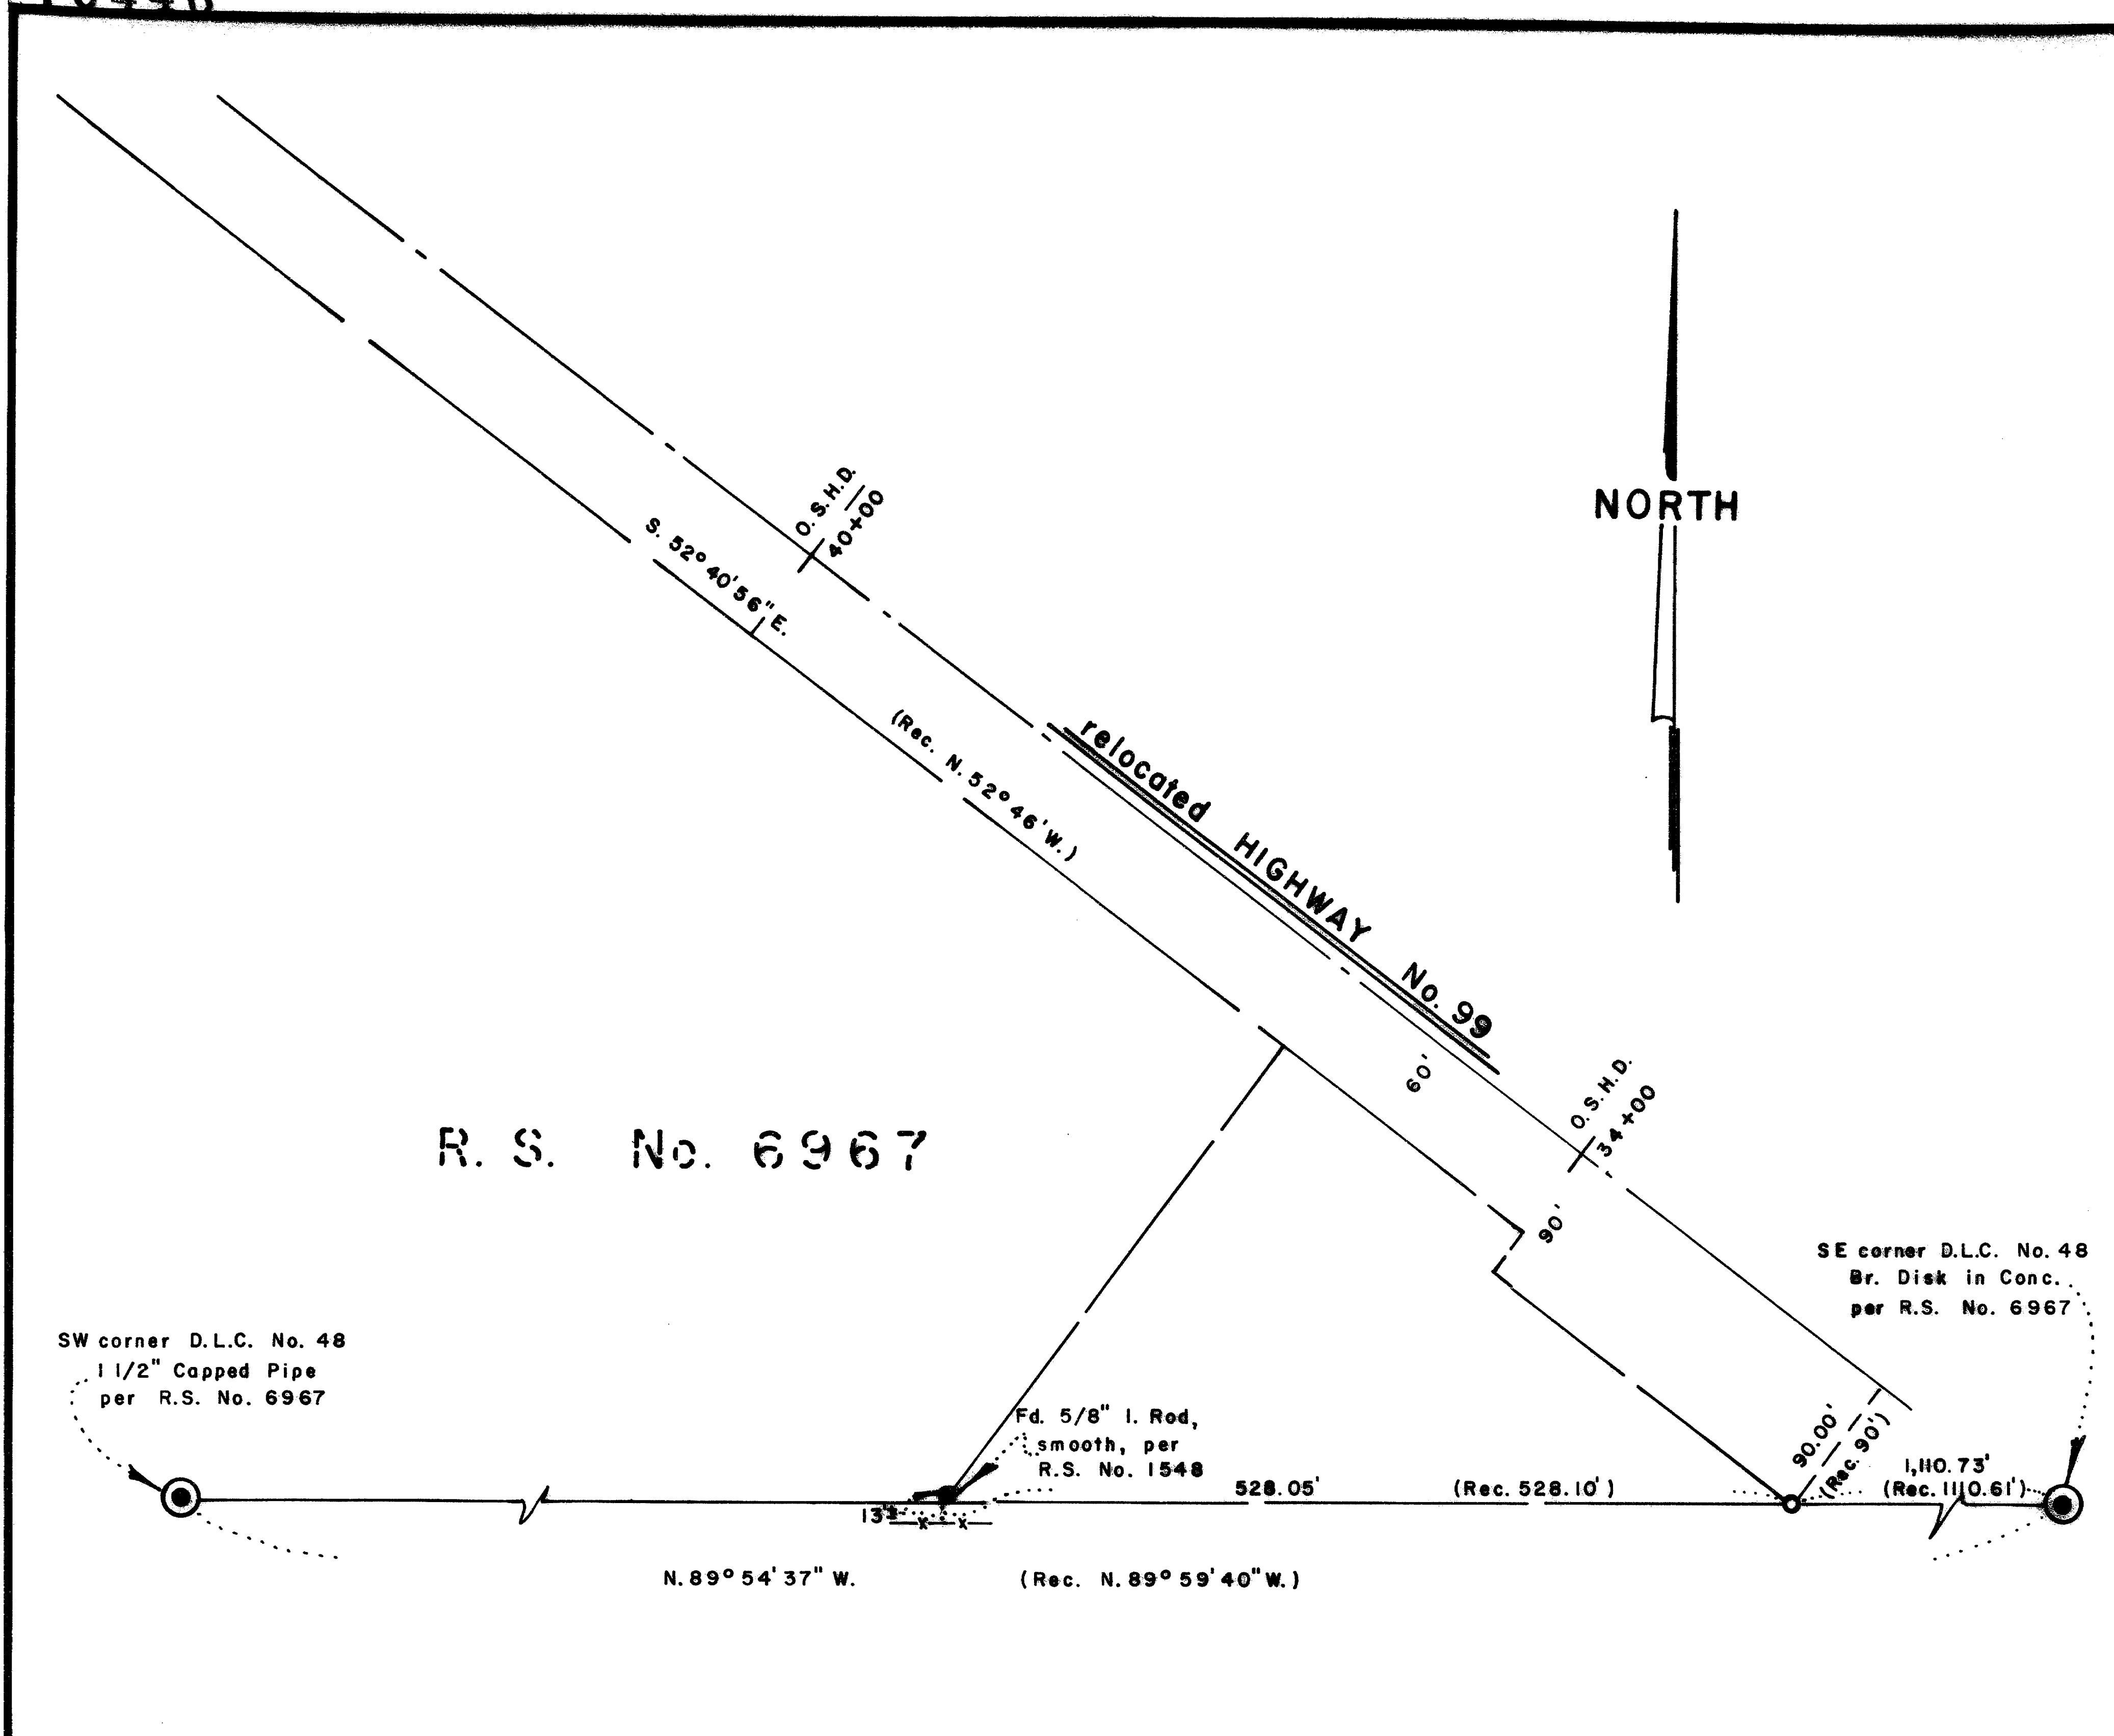 O. S. H. D.
40+00
NORTH
S. 52° 40' 56" E.
(Rec. N. 52° 46' W.)
relocated HIGHWAY No. 99
60'
O. S. H. D.
34+00
R. S. No. 6967
90'
SE corner D.L.C. No. 48
Br. Disk in Conc.
per R.S. No. 6967
SW corner D.L.C. No. 48
1 1/2" Capped Pipe
per R.S. No. 6967
Fd. 5/8" I. Rod,
smooth, per
R.S. No. 1548
90.00'
(Rec. 90')
1,110.73'
(Rec. 1110.61')
528.05' (Rec. 528.10')
13'±
x x
N. 89° 54' 37" W. (Rec. N. 89° 59' 40" W.)